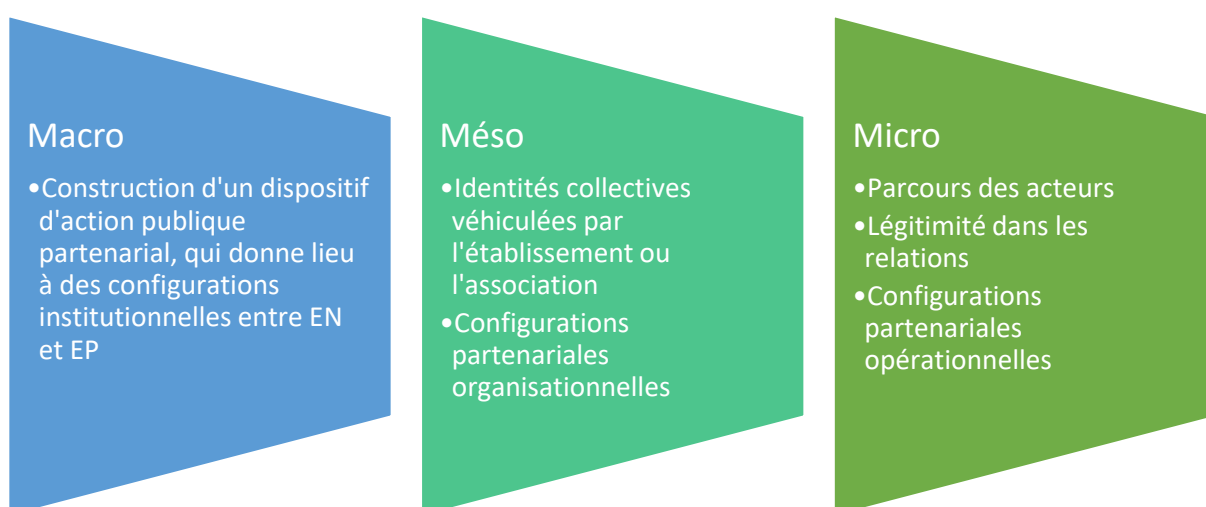 Macro
•Construction d'un dispositif
d'action publique
partenarial, qui donne lieu
à des configurations
institutionnelles entre EN
et EP
Méso
•Identités collectives
véhiculées par
l'établissement ou
l'association
•Configurations
partenariales
organisationnelles
Micro
•Parcours des acteurs
•Légitimité dans les
relations
•Configurations
partenariales
opérationnelles